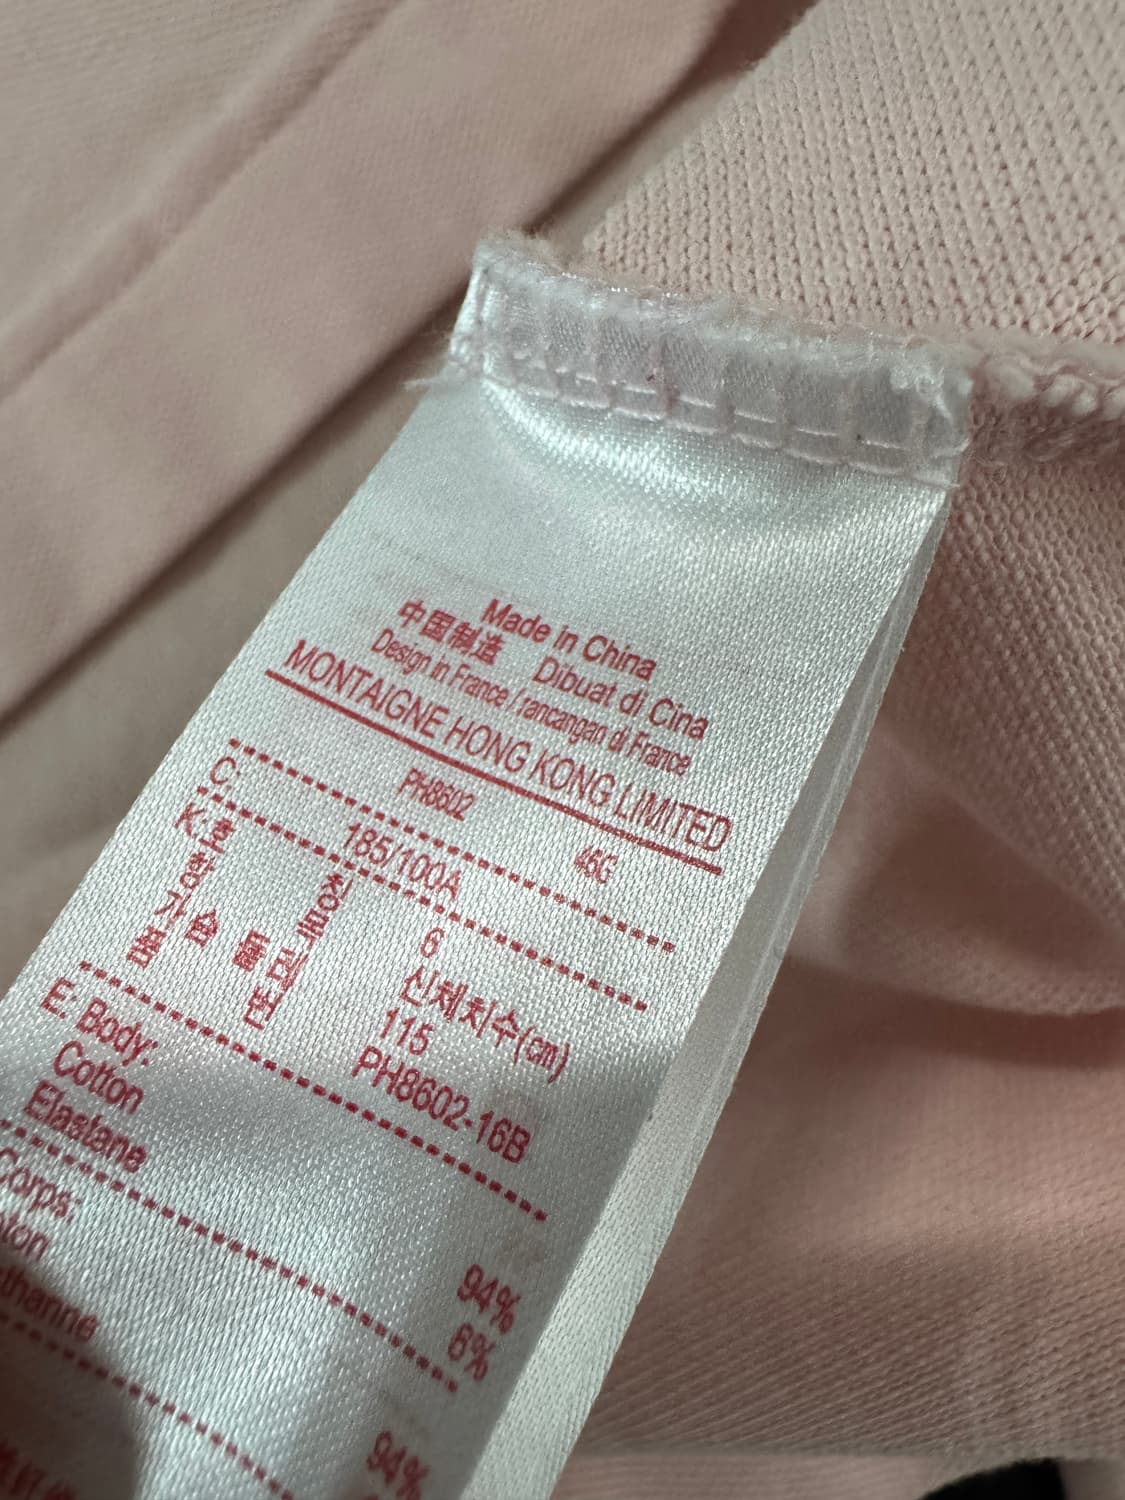 Made in China
中国制造 Dibuat di Cina
Design in France / rancangan di France
MONTAIGNE HONG KONG LIMITED
PH8602 46G
C: 185/100A 6
K: 호칭 신체치수(cm)
가슴둘레 115
품번 PH8602-16B
E: Body:
Cotton 94%
Elastane 6%
Corps:
94%